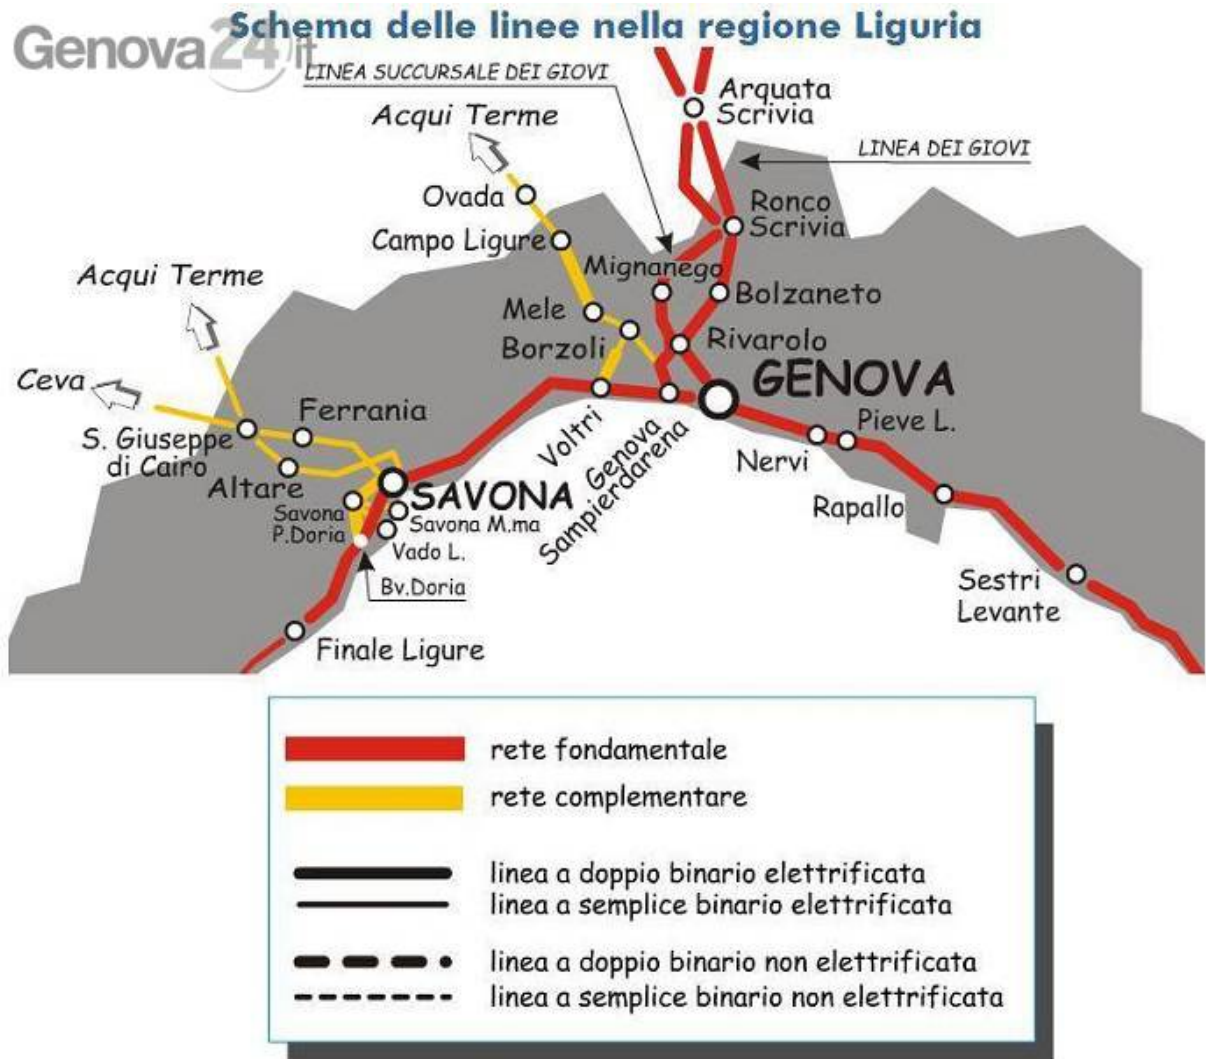 Schema delle linee nella regione Liguria
Genova24.it
LINEA SUCCURSALE DEI GIOVI
Arquata
Scrivia
Acqui Terme
LINEA DEI GIOVI
Ovada
Ronco
Scrivia
Campo Ligure
Mignanego
Acqui Terme
Bolzaneto
Mele
Borzoli
Rivarolo
Ceva
GENOVA
Ferrania
Pieve L.
S. Giuseppe
di Cairo
Voltri
Genova
Sampierdarena
Nervi
Altare
SAVONA
Rapallo
Savona
P.Doria
Savona M.ma
Vado L.
Bv.Doria
Sestri
Levante
Finale Ligure
rete fondamentale
rete complementare
linea a doppio binario elettrificata
linea a semplice binario elettrificata
linea a doppio binario non elettrificata
linea a semplice binario non elettrificata